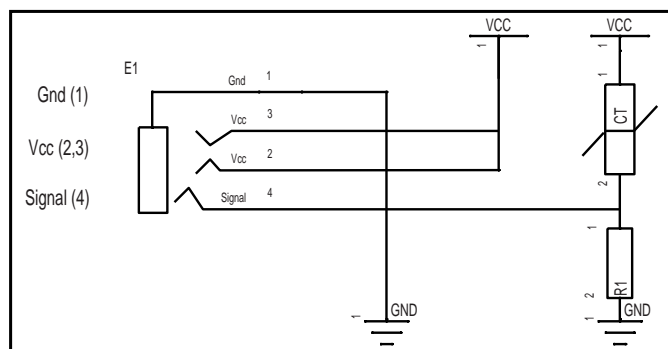 VCC
1
VCC
1
E1
Gnd (1)
Gnd 1
1
CT
2
Vcc 3
Vcc (2,3)
Vcc 2
Signal (4)
Signal 4
1
R1
2
1 GND
1 GND